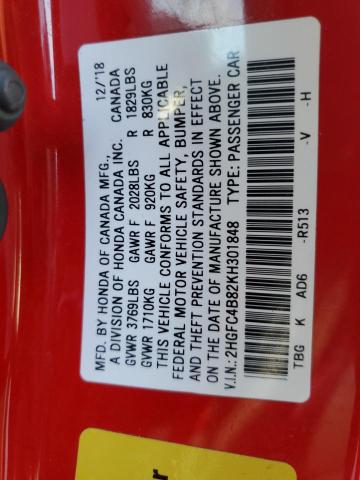 MFD. BY HONDA OF CANADA MFG., 12/'18
A DIVISION OF HONDA CANADA INC. CANADA
GVWR 3769LBS GAWR F 2028LBS R 1829LBS
GVWR 1710KG GAWR F 920KG R 830KG
THIS VEHICLE CONFORMS TO ALL APPLICABLE
FEDERAL MOTOR VEHICLE SAFETY, BUMPER,
AND THEFT PREVENTION STANDARDS IN EFFECT
ON THE DATE OF MANUFACTURE SHOWN ABOVE.
V.I.N.: 2HGFC4B82KH301848 TYPE: PASSENGER CAR
TBG K AD6 -R513 -V -H